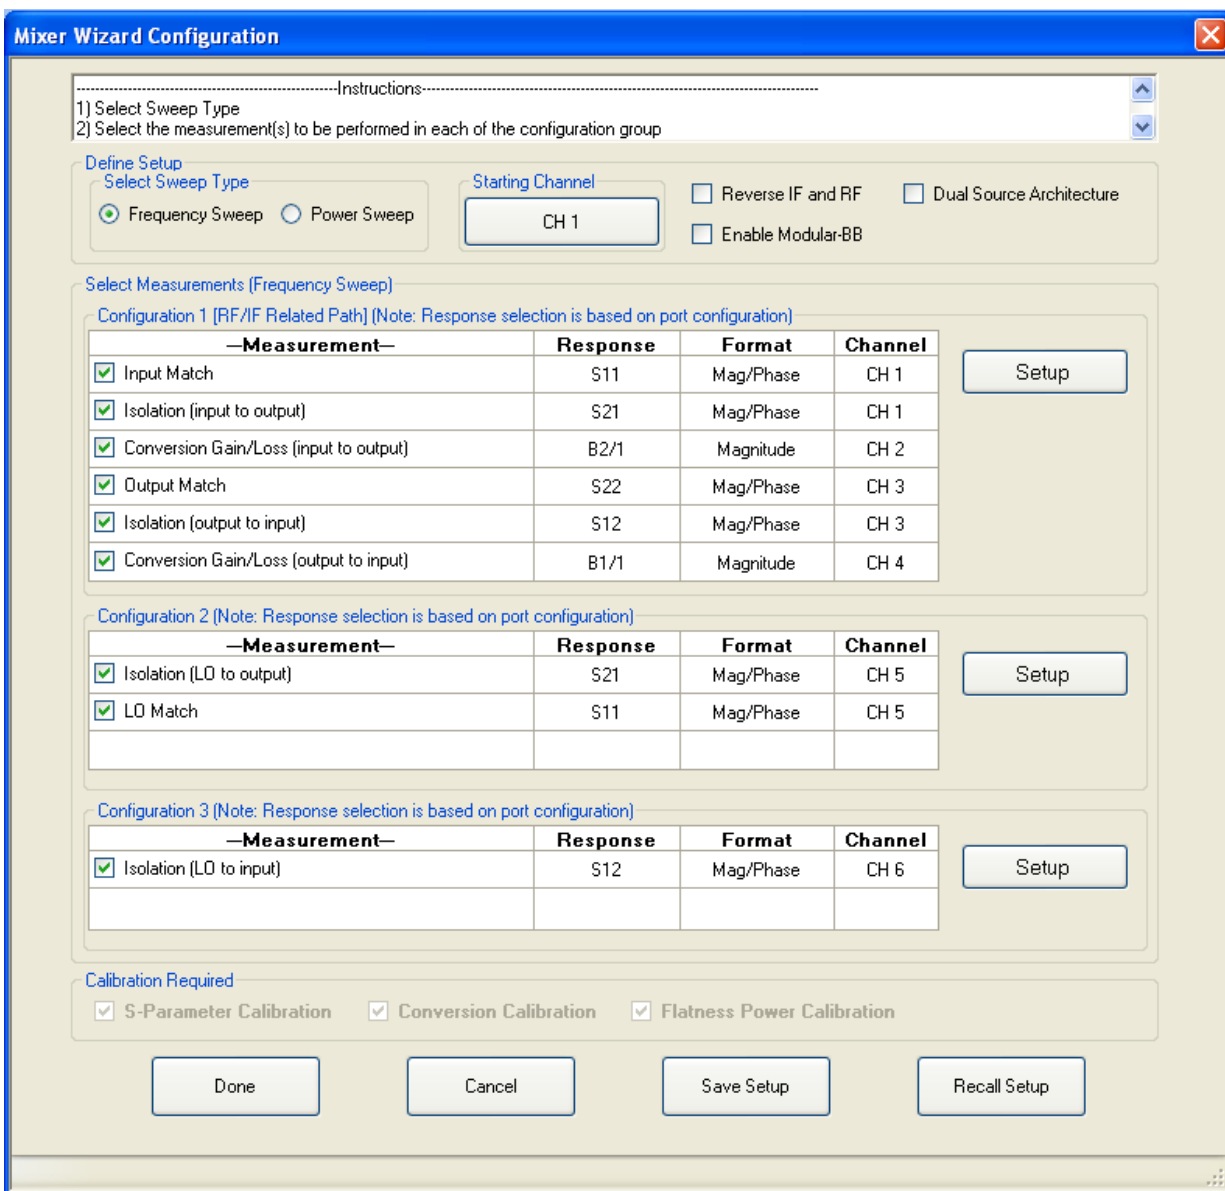 Mixer Wizard Configuration
-------------------------------------------------------Instructions-------------------------------------------------------------------------------------
1) Select Sweep Type
2) Select the measurement(s) to be performed in each of the configuration group
Define Setup
Select Sweep Type
Frequency Sweep Power Sweep
Starting Channel
CH 1
Reverse IF and RF Dual Source Architecture
Enable Modular-BB
Select Measurements (Frequency Sweep)
Configuration 1 [RF/IF Related Path] (Note: Response selection is based on port configuration)
—Measurement— Response Format Channel
Input Match S11 Mag/Phase CH 1
Setup
Isolation (input to output) S21 Mag/Phase CH 1
Conversion Gain/Loss (input to output) B2/1 Magnitude CH 2
Output Match S22 Mag/Phase CH 3
Isolation (output to input) S12 Mag/Phase CH 3
Conversion Gain/Loss (output to input) B1/1 Magnitude CH 4
Configuration 2 (Note: Response selection is based on port configuration)
—Measurement— Response Format Channel
Isolation (LO to output) S21 Mag/Phase CH 5
Setup
LO Match S11 Mag/Phase CH 5
Configuration 3 (Note: Response selection is based on port configuration)
—Measurement— Response Format Channel
Isolation (LO to input) S12 Mag/Phase CH 6
Setup
Calibration Required
S-Parameter Calibration Conversion Calibration Flatness Power Calibration
Done Cancel Save Setup Recall Setup